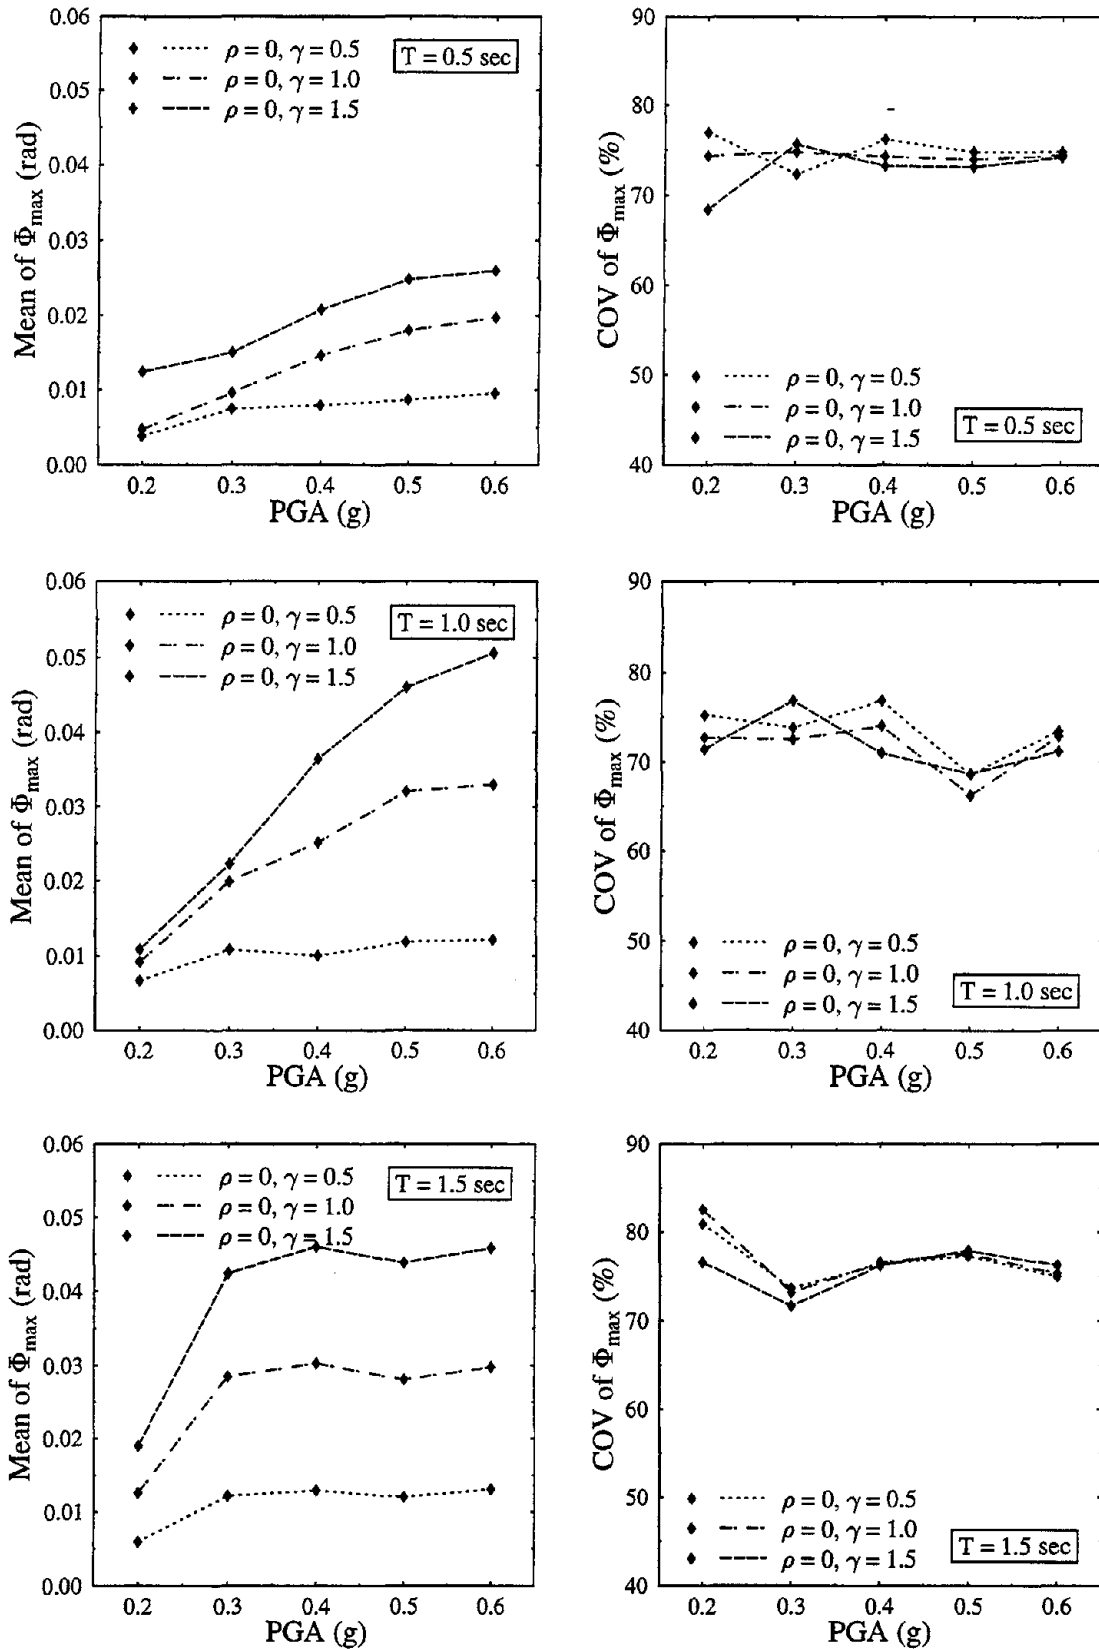 0.06
0.05
0.04
0.03
0.02
0.01
0.00
Mean of Φmax (rad)
ρ = 0, γ = 0.5
ρ = 0, γ = 1.0
ρ = 0, γ = 1.5
T = 0.5 sec
0.2 0.3 0.4 0.5 0.6
PGA (g)
90
80
70
60
50
40
COV of Φmax (%)
ρ = 0, γ = 0.5
ρ = 0, γ = 1.0
ρ = 0, γ = 1.5
T = 0.5 sec
0.2 0.3 0.4 0.5 0.6
PGA (g)
0.06
0.05
0.04
0.03
0.02
0.01
0.00
Mean of Φmax (rad)
ρ = 0, γ = 0.5
ρ = 0, γ = 1.0
ρ = 0, γ = 1.5
T = 1.0 sec
0.2 0.3 0.4 0.5 0.6
PGA (g)
90
80
70
60
50
40
COV of Φmax (%)
ρ = 0, γ = 0.5
ρ = 0, γ = 1.0
ρ = 0, γ = 1.5
T = 1.0 sec
0.2 0.3 0.4 0.5 0.6
PGA (g)
0.06
0.05
0.04
0.03
0.02
0.01
0.00
Mean of Φmax (rad)
ρ = 0, γ = 0.5
ρ = 0, γ = 1.0
ρ = 0, γ = 1.5
T = 1.5 sec
0.2 0.3 0.4 0.5 0.6
PGA (g)
90
80
70
60
50
40
COV of Φmax (%)
ρ = 0, γ = 0.5
ρ = 0, γ = 1.0
ρ = 0, γ = 1.5
T = 1.5 sec
0.2 0.3 0.4 0.5 0.6
PGA (g)